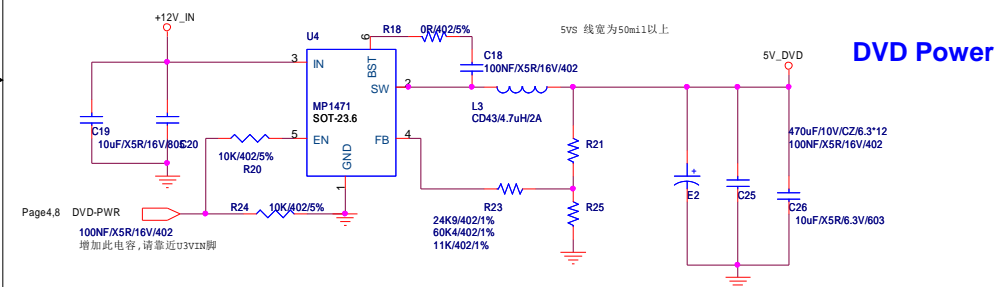 +12V_IN
U4
R18
0R/402/5%
5VS 线宽为50mil以上
DVD Power
5V_DVD
6
C18
100NF/X5R/16V/402
3
IN
BST
SW
2
L3
CD43/4.7uH/2A
MP1471
SOT-23.6
C19
10uF/X5R/16V/805
C20
5
EN
FB
4
GND
1
10K/402/5%
R20
R21
470uF/10V/CZ/6.3*12
100NF/X5R/16V/402
+
E2
C25
C26
10uF/X5R/6.3V/603
R23
24K9/402/1%
60K4/402/1%
11K/402/1%
R25
Page4,8
DVD-PWR
R24
10K/402/5%
100NF/X5R/16V/402
增加此电容,请靠近U3VIN脚